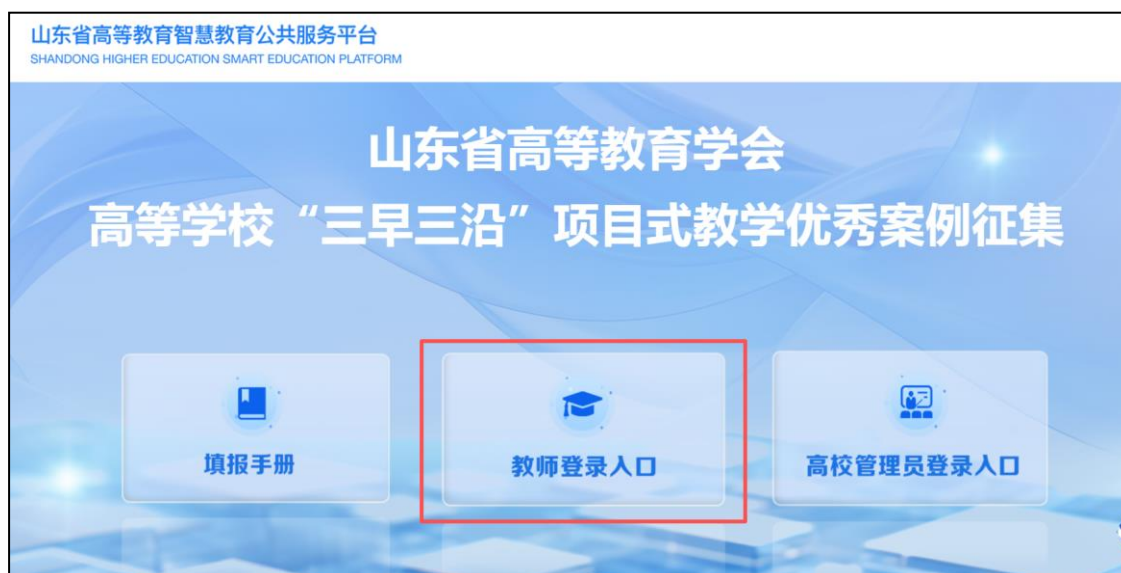 山东省高等教育智慧教育公共服务平台
SHANDONG HIGHER EDUCATION SMART EDUCATION PLATFORM
山东省高等教育学会
高等学校“三早三沿”项目式教学优秀案例征集
填报手册
教师登录入口
高校管理员登录入口